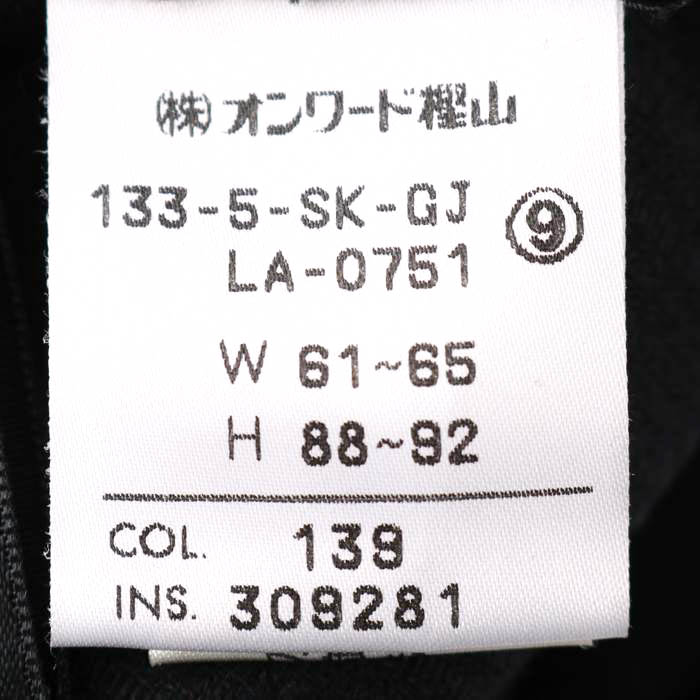 (株)オンワード樫山
133-5-SK-GJ ⑨
LA-0751
W 61~65
H 88~92
COL. 139
INS. 309281